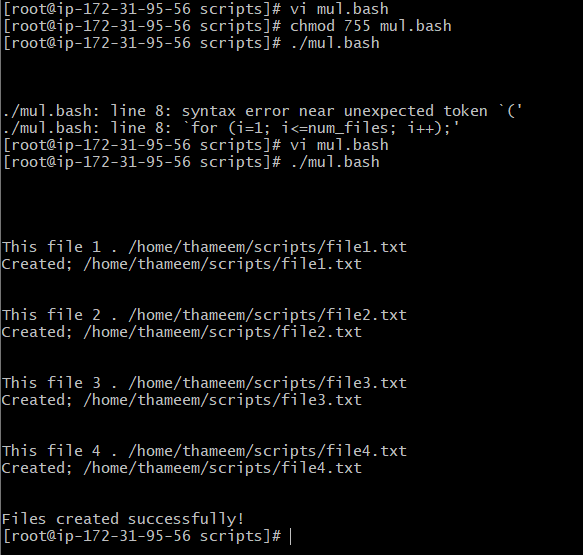 [root@ip-172-31-95-56 scripts]# vi mul.bash
[root@ip-172-31-95-56 scripts]# chmod 755 mul.bash
[root@ip-172-31-95-56 scripts]# ./mul.bash
./mul.bash: line 8: syntax error near unexpected token `('
./mul.bash: line 8: `for (i=1; i<=num_files; i++);'
[root@ip-172-31-95-56 scripts]# vi mul.bash
[root@ip-172-31-95-56 scripts]# ./mul.bash
This file 1 . /home/thameem/scripts/file1.txt
Created; /home/thameem/scripts/file1.txt
This file 2 . /home/thameem/scripts/file2.txt
Created; /home/thameem/scripts/file2.txt
This file 3 . /home/thameem/scripts/file3.txt
Created; /home/thameem/scripts/file3.txt
This file 4 . /home/thameem/scripts/file4.txt
Created; /home/thameem/scripts/file4.txt
Files created successfully!
[root@ip-172-31-95-56 scripts]#